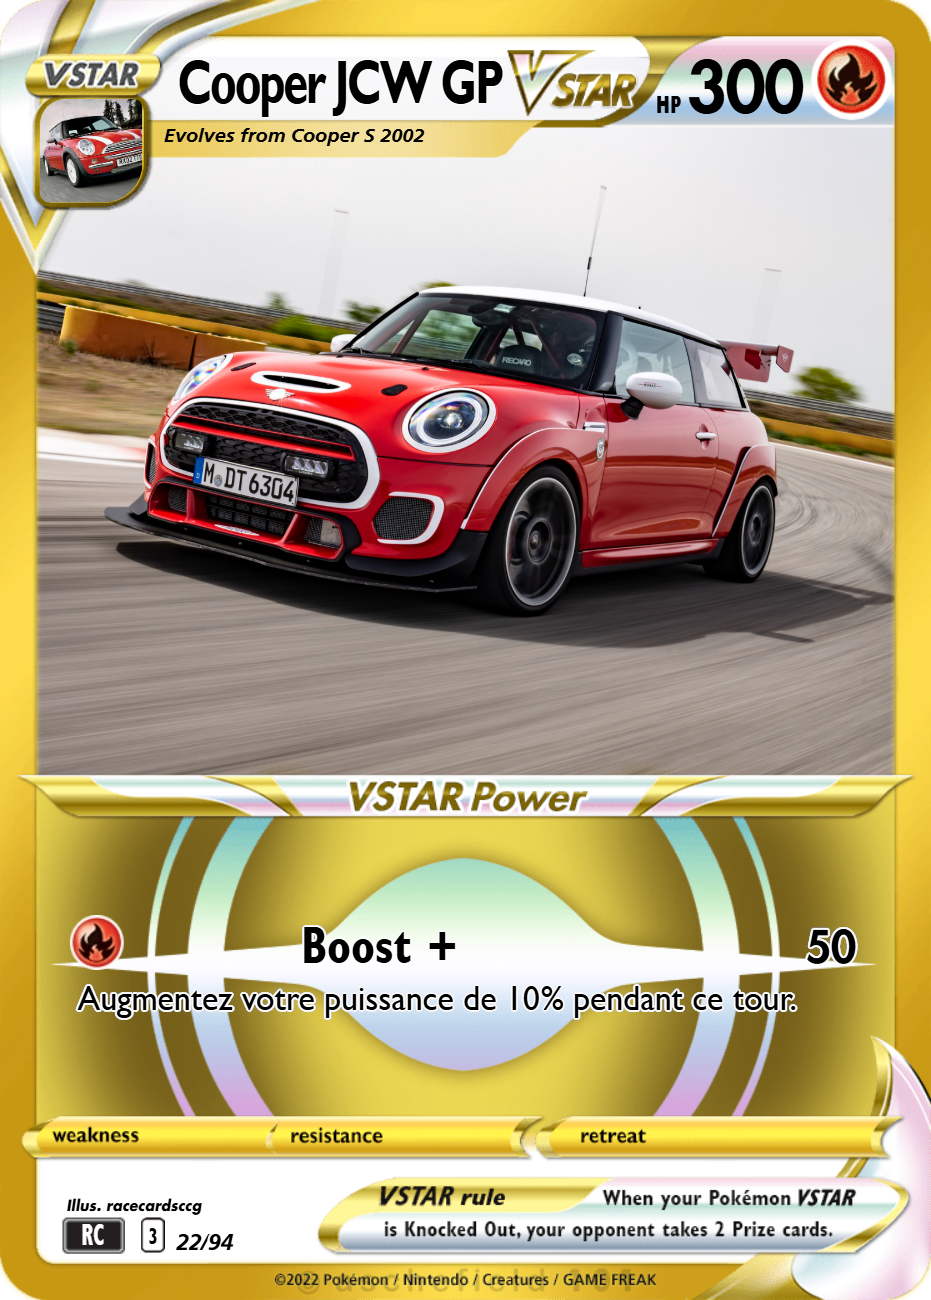 VSTAR
Cooper JCW GP VSTAR HP 300
Evolves from Cooper S 2002
RECARO
M DT 6304
VSTAR Power
Boost + 50
Augmentez votre puissance de 10% pendant ce tour.
weakness resistance retreat
Illus. racecardsccg
RC 3 22/94
VSTAR rule When your Pokémon VSTAR
is Knocked Out, your opponent takes 2 Prize cards.
©2022 Pokémon / Nintendo / Creatures / GAME FREAK